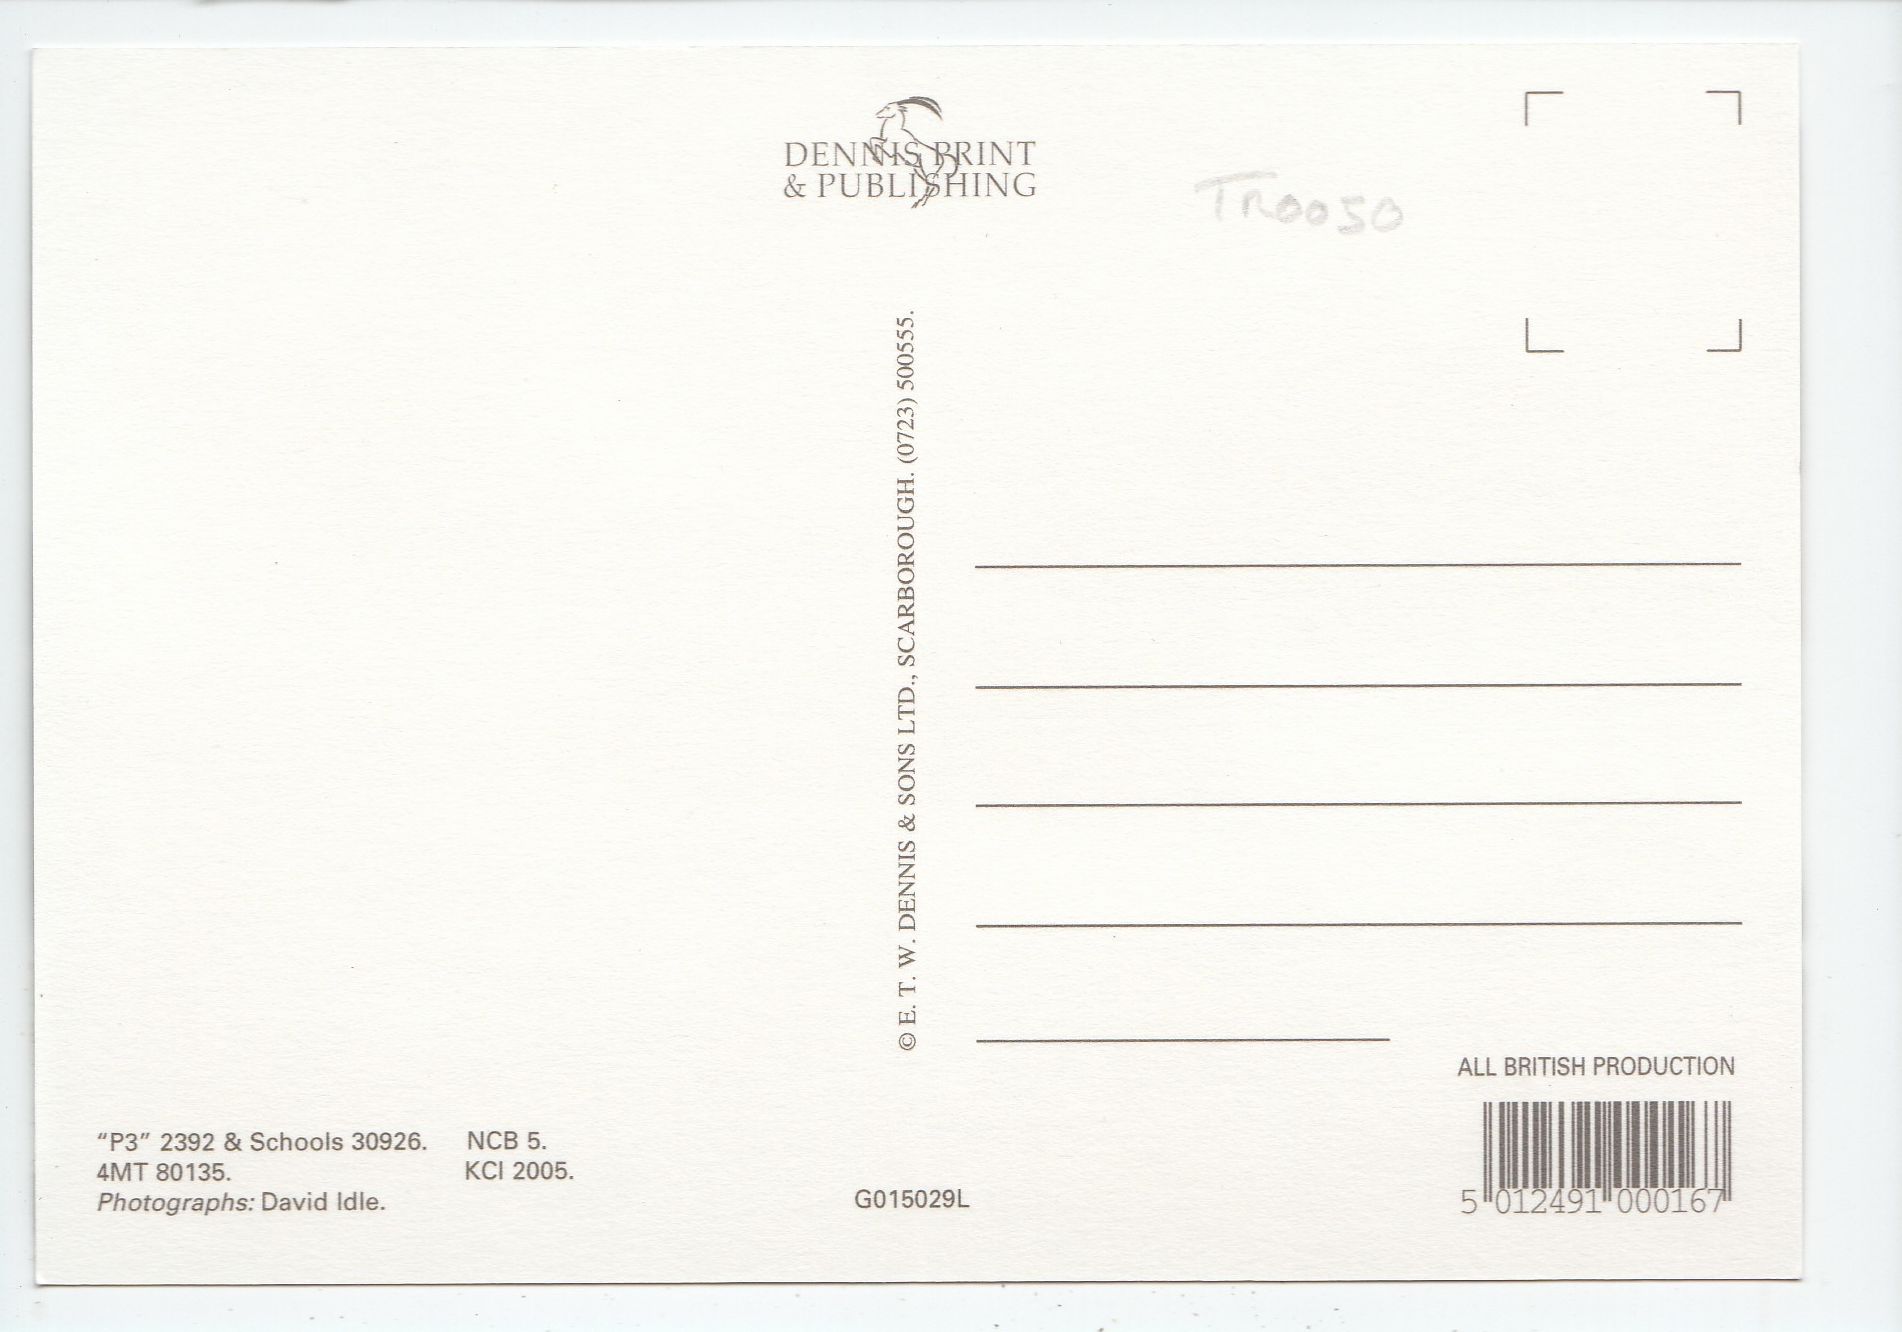 DENNIS PRINT
& PUBLISHING
TR0050
© E. T. W. DENNIS & SONS LTD., SCARBOROUGH. (0723) 500555.
ALL BRITISH PRODUCTION
"P3" 2392 & Schools 30926. NCB 5.
4MT 80135. KCI 2005.
Photographs: David Idle.
G015029L
5 012491 000167